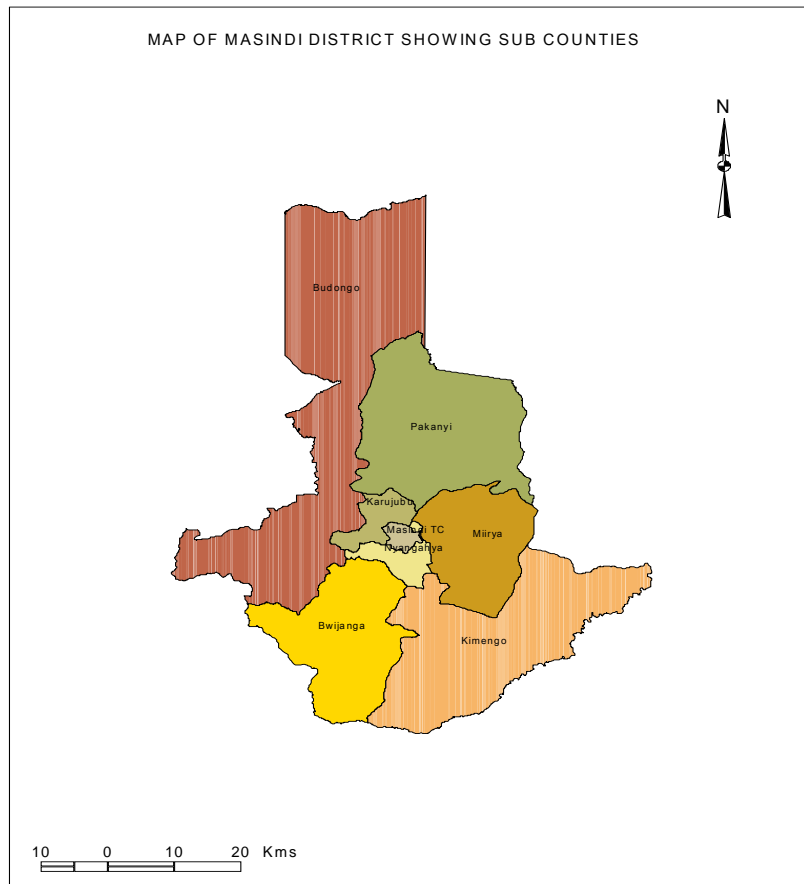 MAP OF MASINDI DISTRICT SHOWING SUB COUNTIES
N
Budongo
Pakanyi
Karujubu
Masindi TC
Miirya
Nyangahya
Bwijanga
Kimengo
10 0 10 20 Kms